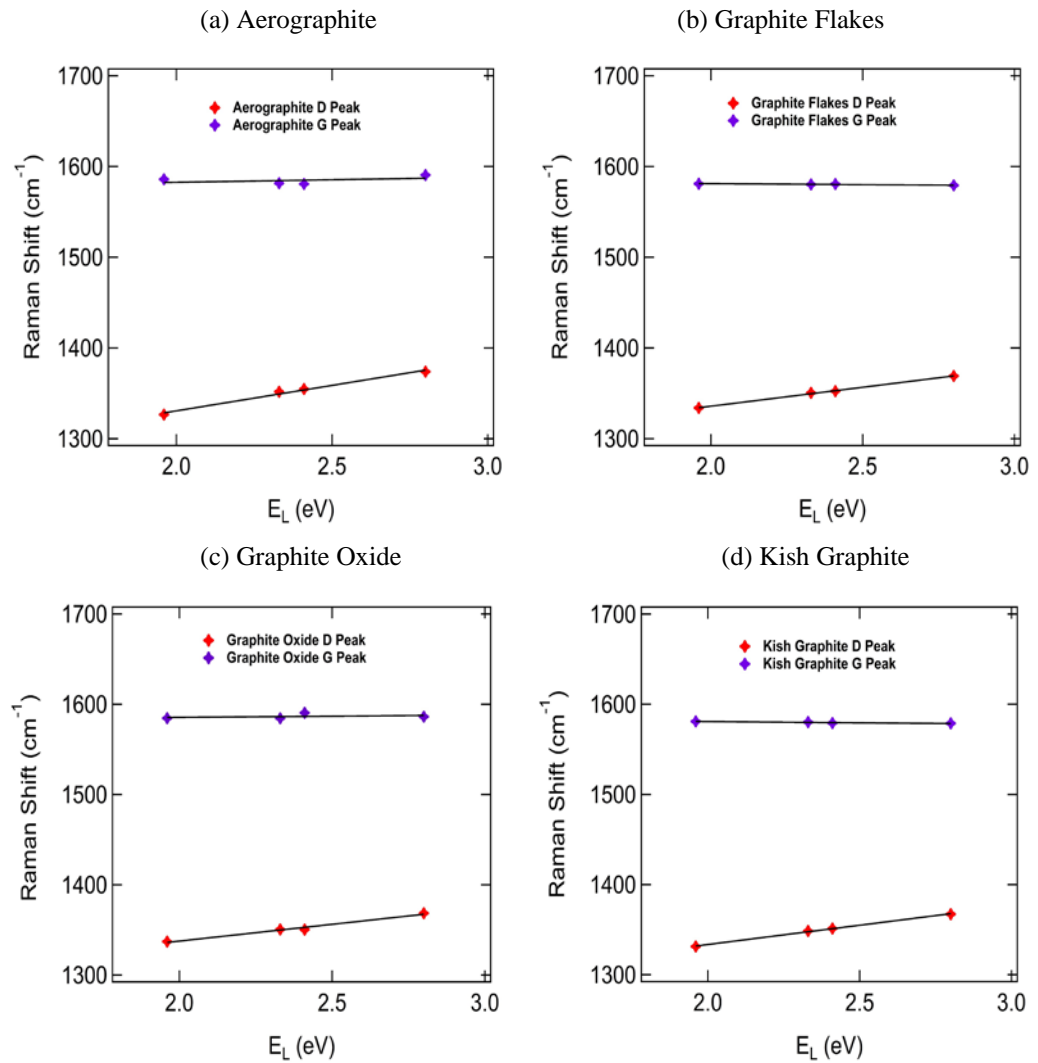 (a) Aerographite
(b) Graphite Flakes
1700
1600
1500
1400
1300
Raman Shift (cm⁻¹)
Aerographite D Peak
Aerographite G Peak
2.0
2.5
3.0
E_L (eV)
1700
1600
1500
1400
1300
Raman Shift (cm⁻¹)
Graphite Flakes D Peak
Graphite Flakes G Peak
2.0
2.5
3.0
E_L (eV)
(c) Graphite Oxide
(d) Kish Graphite
1700
1600
1500
1400
1300
Raman Shift (cm⁻¹)
Graphite Oxide D Peak
Graphite Oxide G Peak
2.0
2.5
3.0
E_L (eV)
1700
1600
1500
1400
1300
Raman Shift (cm⁻¹)
Kish Graphite D Peak
Kish Graphite G Peak
2.0
2.5
3.0
E_L (eV)